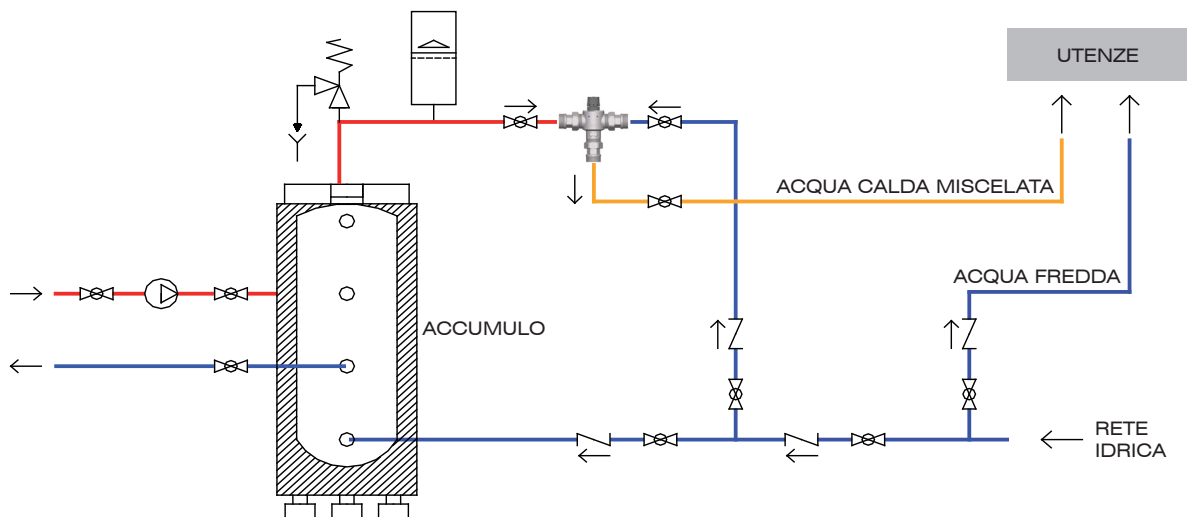 UTENZE
ACQUA CALDA MISCELATA
ACQUA FREDDA
ACCUMULO
RETE
IDRICA